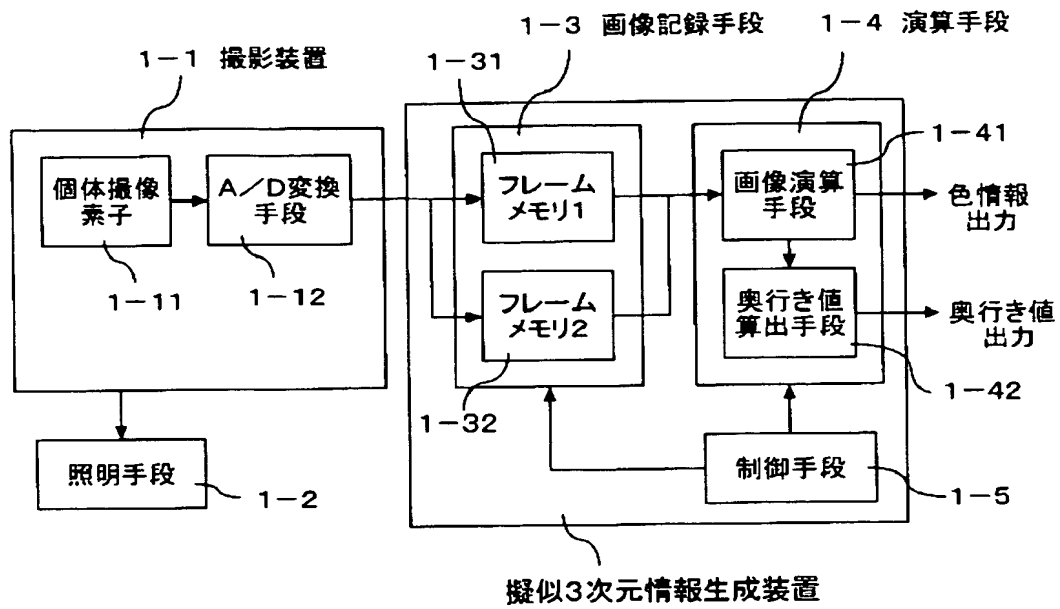 1-3 画像記録手段
1-4 演算手段
1-1 撮影装置
1-31
1-41
個体撮像
素子
A/D変換
手段
フレーム
メモリ1
画像演算
手段
色情報
出力
1-11
1-12
フレーム
メモリ2
奥行き値
算出手段
奥行き値
出力
1-32
1-42
照明手段
1-2
制御手段
1-5
擬似3次元情報生成装置